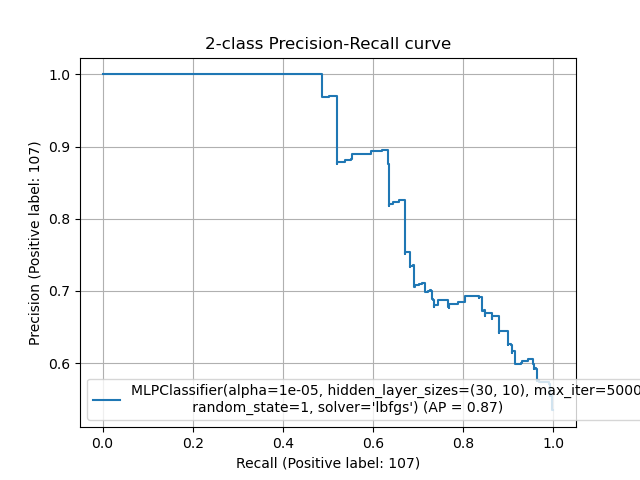 2-class Precision-Recall curve
1.0
0.9
0.8
0.7
0.6
Precision (Positive label: 107)
MLPClassifier(alpha=1e-05, hidden_layer_sizes=(30, 10), max_iter=5000
random_state=1, solver='lbfgs') (AP = 0.87)
0.0 0.2 0.4 0.6 0.8 1.0
Recall (Positive label: 107)